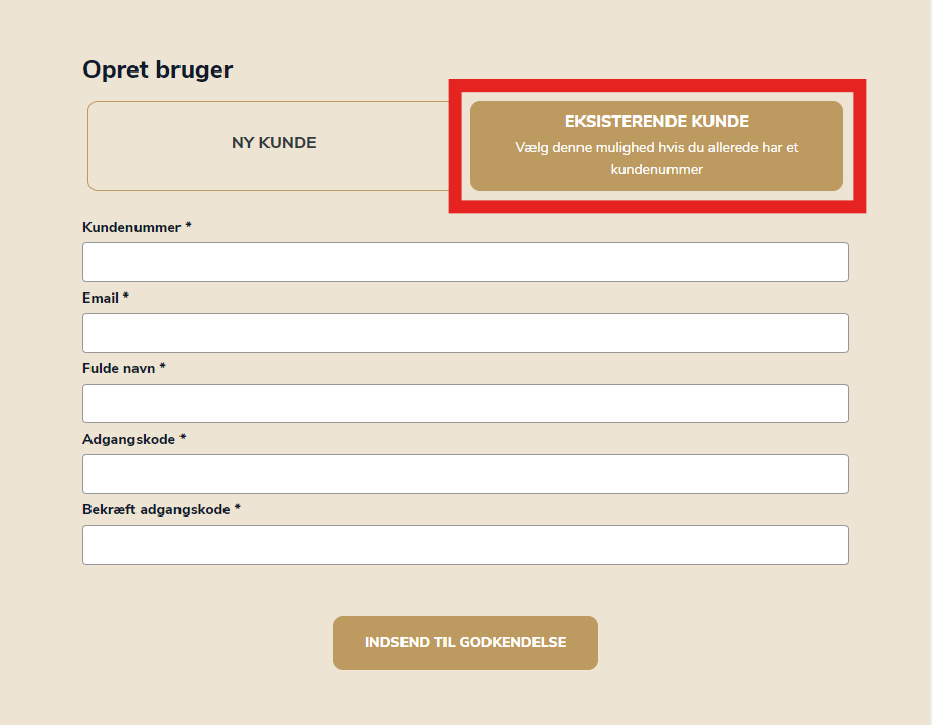 Opret bruger
NY KUNDE
EKSISTERENDE KUNDE
Vælg denne mulighed hvis du allerede har et
kundenummer
Kundenummer *
Email *
Fulde navn *
Adgangskode *
Bekræft adgangskode *
INDSEND TIL GODKENDELSE